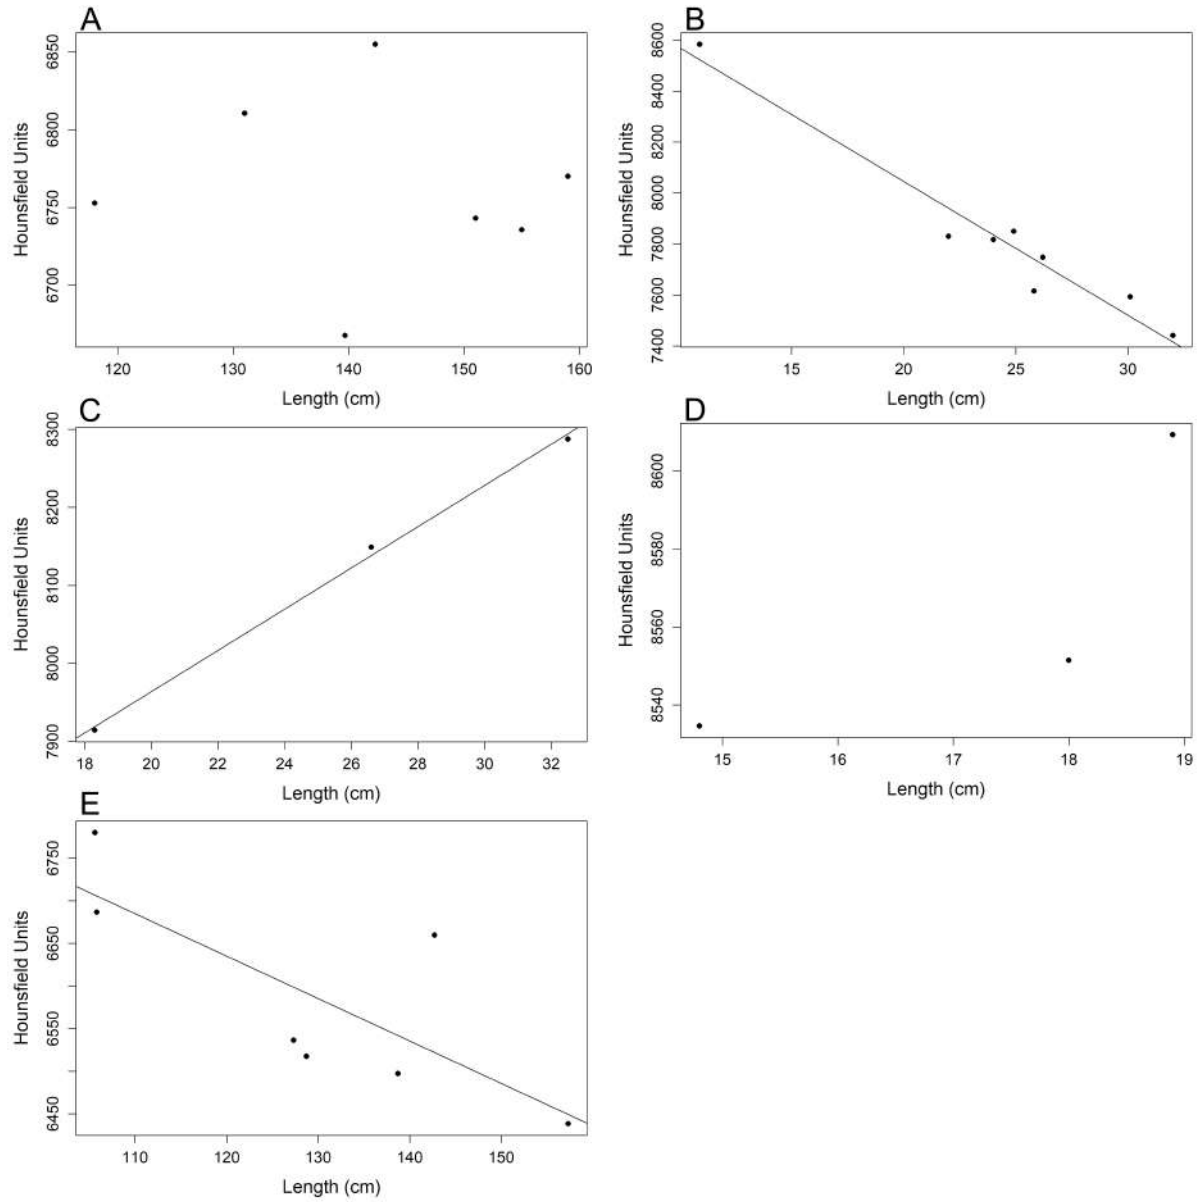 A
Hounsfield Units
6850
6800
6750
6700
120 130 140 150 160
Length (cm)
B
Hounsfield Units
8600
8400
8200
8000
7800
7600
7400
15 20 25 30
Length (cm)
C
Hounsfield Units
8300
8200
8100
8000
7900
18 20 22 24 26 28 30 32
Length (cm)
D
Hounsfield Units
8600
8580
8560
8540
15 16 17 18 19
Length (cm)
E
Hounsfield Units
6750
6650
6550
6450
110 120 130 140 150
Length (cm)